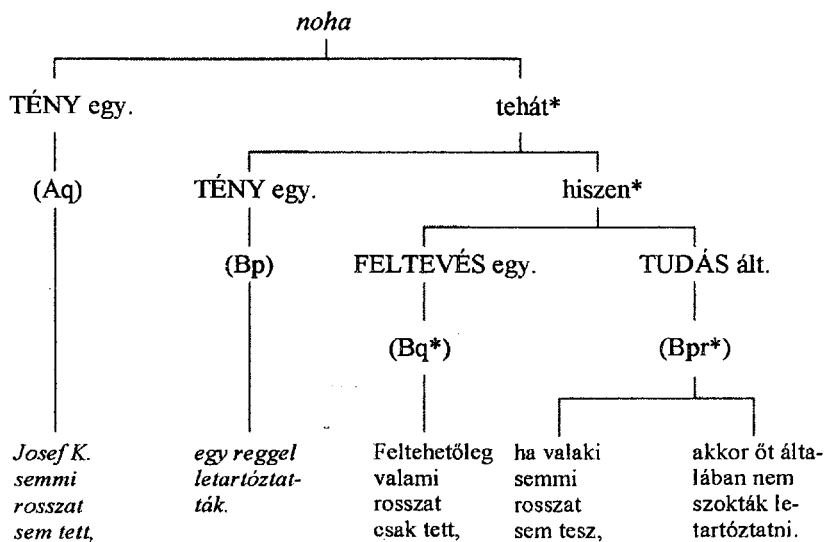 noha
TÉNY egy.
tehát*
(Aq)
TÉNY egy.
hiszen*
(Bp)
FELTEVÉS egy.
TUDÁS ált.
(Bq*)
(Bpr*)
Josef K.
semmi
rosszat
sem tett,
egy reggel
letartóztat-
ták.
Feltehetőleg
valami
rosszat
csak tett,
ha valaki
semmi
rosszat
sem tesz,
akkor őt álta-
lában nem
szokták le-
tartóztatni.